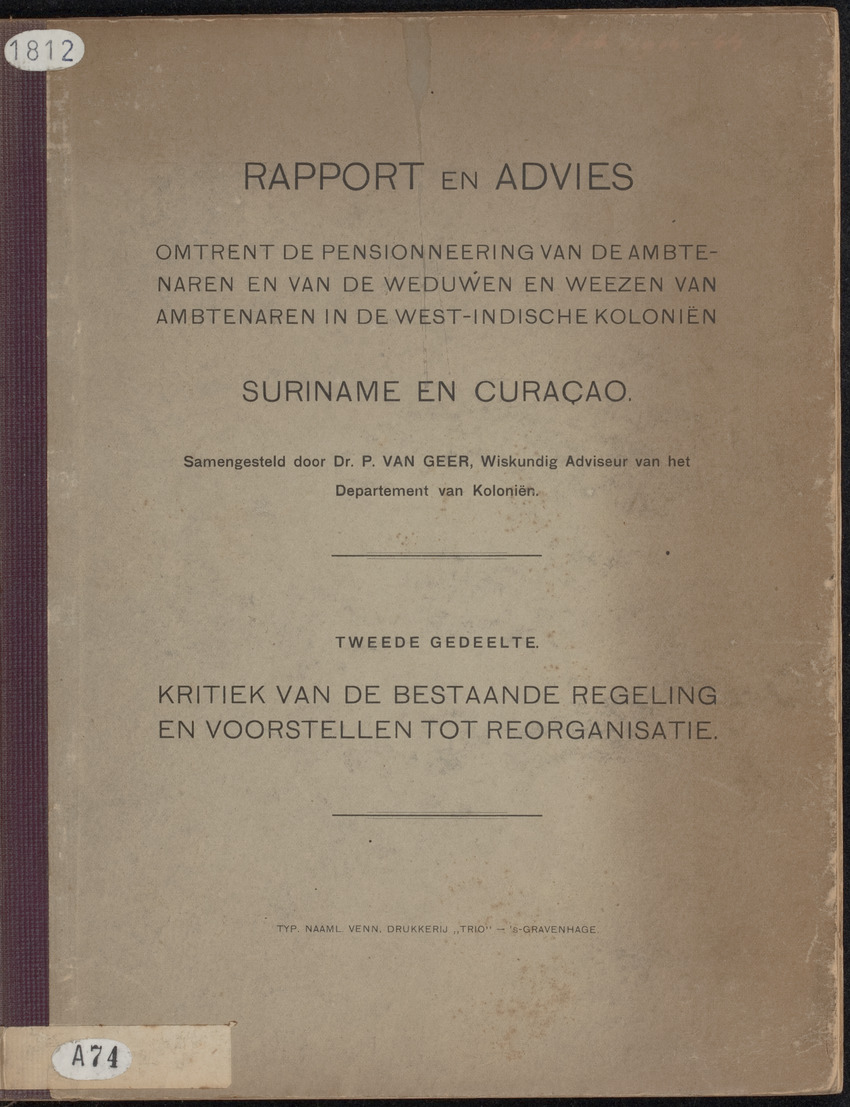 1812
RAPPORT EN ADVIES
OMTRENT DE PENSIONNEERING VAN DE AMBTE-
NAREN EN VAN DE WEDUWEN EN WEEZEN VAN
AMBTENAREN IN DE WEST-INDISCHE KOLONIËN
SURINAME EN CURAÇAO.
Samengesteld door Dr. P. VAN GEER, Wiskundig Adviseur van het
Departement van Koloniën.
TWEEDE GEDEELTE.
KRITIEK VAN DE BESTAANDE REGELING
EN VOORSTELLEN TOT REORGANISATIE.
TYP. NAAML. VENN. DRUKKERIJ „TRIO" — 's-GRAVENHAGE.
A74